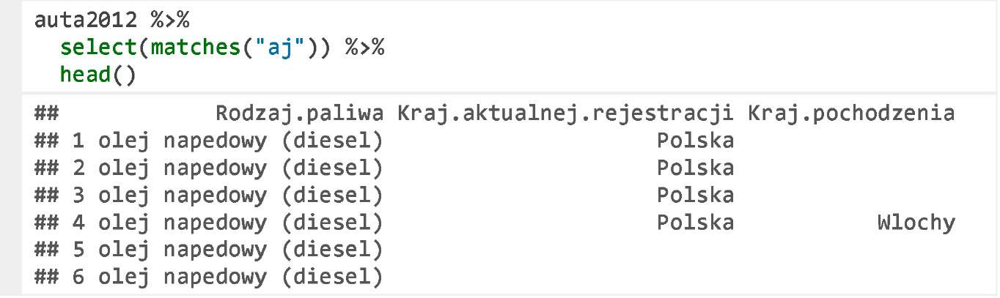 auta2012 %>%
  select(matches("aj")) %>%
  head()
##            Rodzaj.paliwa Kraj.aktualnej.rejestracji Kraj.pochodzenia
## 1 olej napedowy (diesel)                     Polska
## 2 olej napedowy (diesel)                     Polska
## 3 olej napedowy (diesel)                     Polska
## 4 olej napedowy (diesel)                     Polska           Wlochy
## 5 olej napedowy (diesel)
## 6 olej napedowy (diesel)